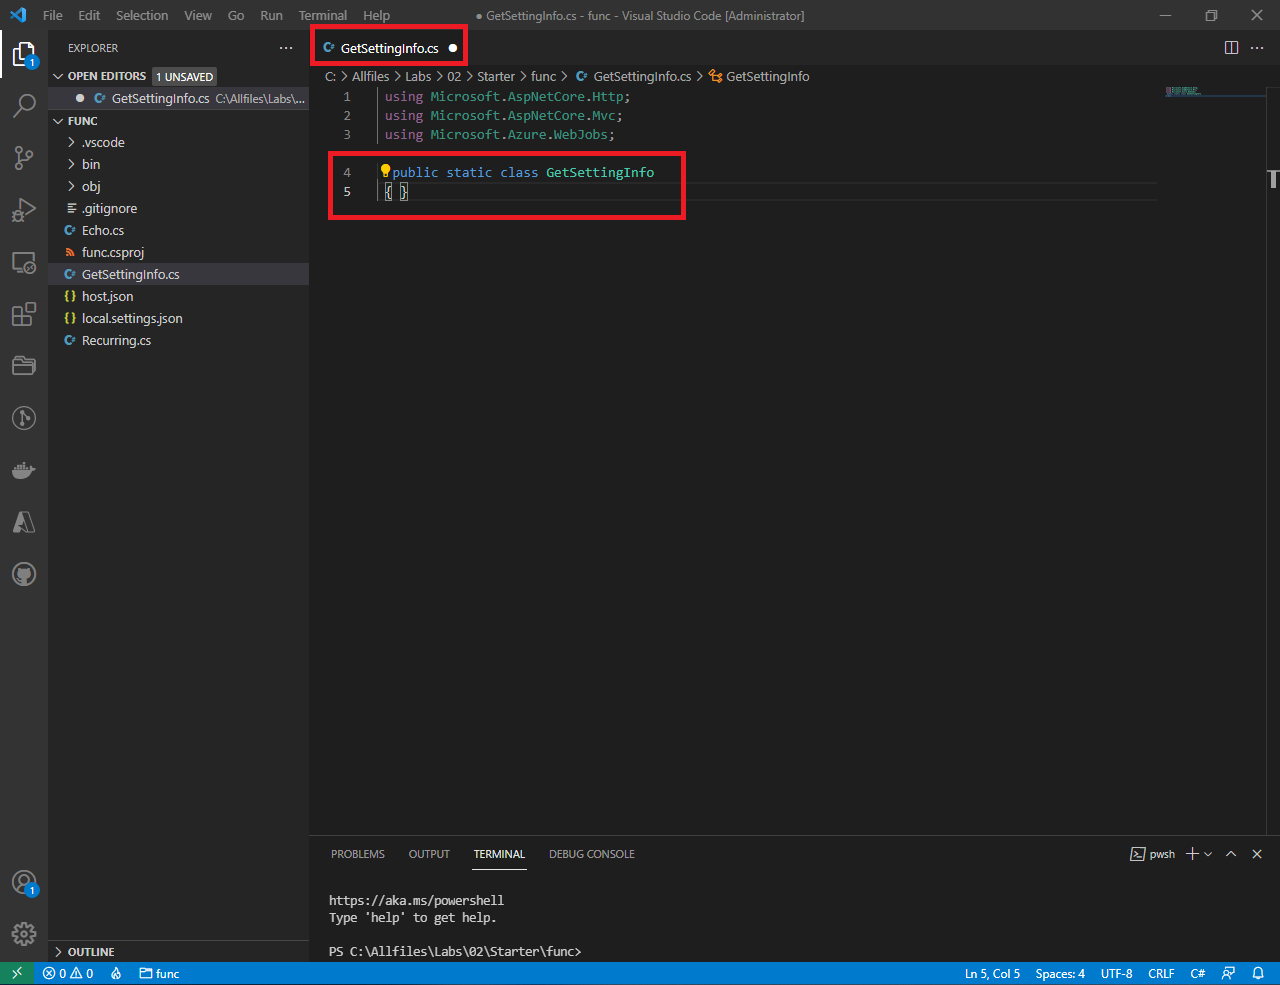 File Edit Selection View Go Run Terminal Help ● GetSettingInfo.cs - func - Visual Studio Code [Administrator]
EXPLORER
OPEN EDITORS 1 UNSAVED
GetSettingInfo.cs C:\Allfiles\Labs\...
FUNC
.vscode
bin
obj
.gitignore
Echo.cs
func.csproj
GetSettingInfo.cs
host.json
local.settings.json
Recurring.cs
OUTLINE
1
1
GetSettingInfo.cs
C: > Allfiles > Labs > 02 > Starter > func > GetSettingInfo.cs > GetSettingInfo
1 using Microsoft.AspNetCore.Http;
2 using Microsoft.AspNetCore.Mvc;
3 using Microsoft.Azure.WebJobs;
4 public static class GetSettingInfo
5 { }
PROBLEMS OUTPUT TERMINAL DEBUG CONSOLE pwsh
https://aka.ms/powershell
Type 'help' to get help.
PS C:\Allfiles\Labs\02\Starter\func>
0 0 func Ln 5, Col 5 Spaces: 4 UTF-8 CRLF C#